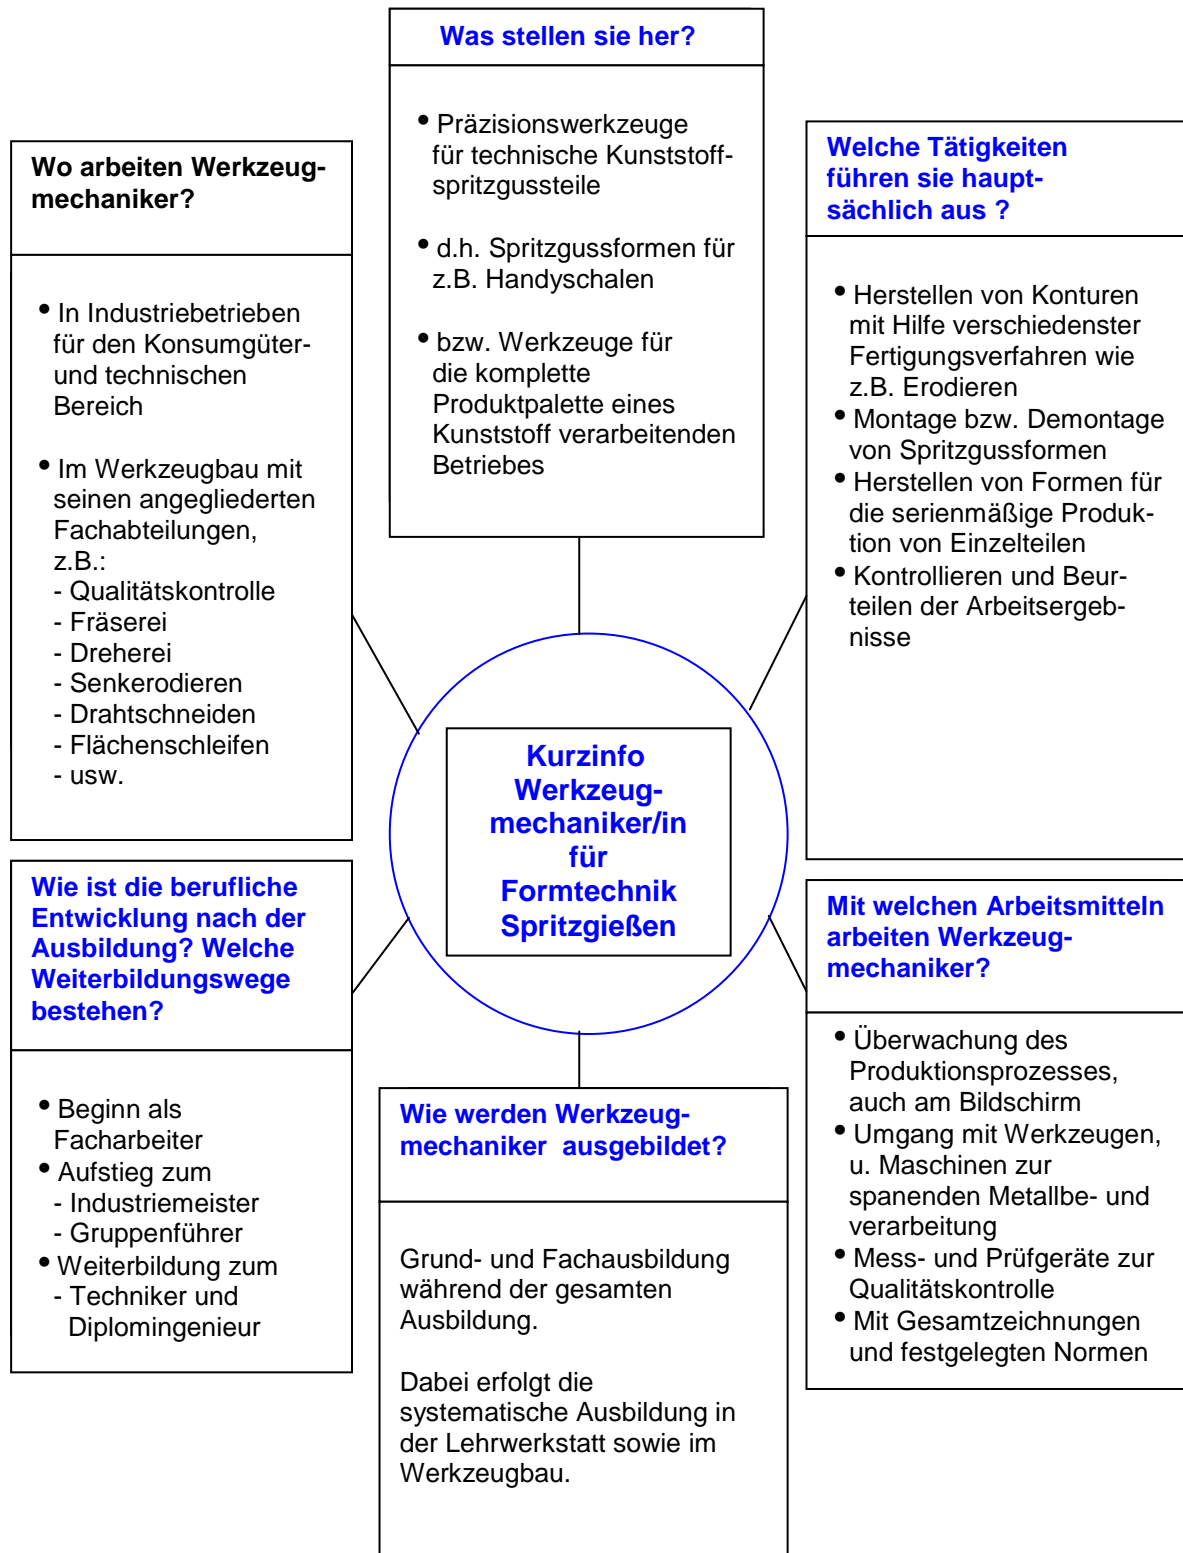 Was stellen sie her?
• Präzisionswerkzeuge
für technische Kunststoff-
spritzgussteile
• d.h. Spritzgussformen für
z.B. Handyschalen
• bzw. Werkzeuge für
die komplette
Produktpalette eines
Kunststoff verarbeitenden
Betriebes
Wo arbeiten Werkzeug-
mechaniker?
• In Industriebetrieben
für den Konsumgüter-
und technischen
Bereich
• Im Werkzeugbau mit
seinen angegliederten
Fachabteilungen,
z.B.:
- Qualitätskontrolle
- Fräserei
- Dreherei
- Senkerodieren
- Drahtschneiden
- Flächenschleifen
- usw.
Welche Tätigkeiten
führen sie haupt-
sächlich aus ?
• Herstellen von Konturen
mit Hilfe verschiedenster
Fertigungsverfahren wie
z.B. Erodieren
• Montage bzw. Demontage
von Spritzgussformen
• Herstellen von Formen für
die serienmäßige Produk-
tion von Einzelteilen
• Kontrollieren und Beur-
teilen der Arbeitsergeb-
nisse
Kurzinfo
Werkzeug-
mechaniker/in
für
Formtechnik
Spritzgießen
Wie ist die berufliche
Entwicklung nach der
Ausbildung? Welche
Weiterbildungswege
bestehen?
• Beginn als
Facharbeiter
• Aufstieg zum
- Industriemeister
- Gruppenführer
• Weiterbildung zum
- Techniker und
Diplomingenieur
Wie werden Werkzeug-
mechaniker  ausgebildet?
Grund- und Fachausbildung
während der gesamten
Ausbildung.
Dabei erfolgt die
systematische Ausbildung in
der Lehrwerkstatt sowie im
Werkzeugbau.
Mit welchen Arbeitsmitteln
arbeiten Werkzeug-
mechaniker?
• Überwachung des
Produktionsprozesses,
auch am Bildschirm
• Umgang mit Werkzeugen,
u. Maschinen zur
spanenden Metallbe- und
verarbeitung
• Mess- und Prüfgeräte zur
Qualitätskontrolle
• Mit Gesamtzeichnungen
und festgelegten Normen